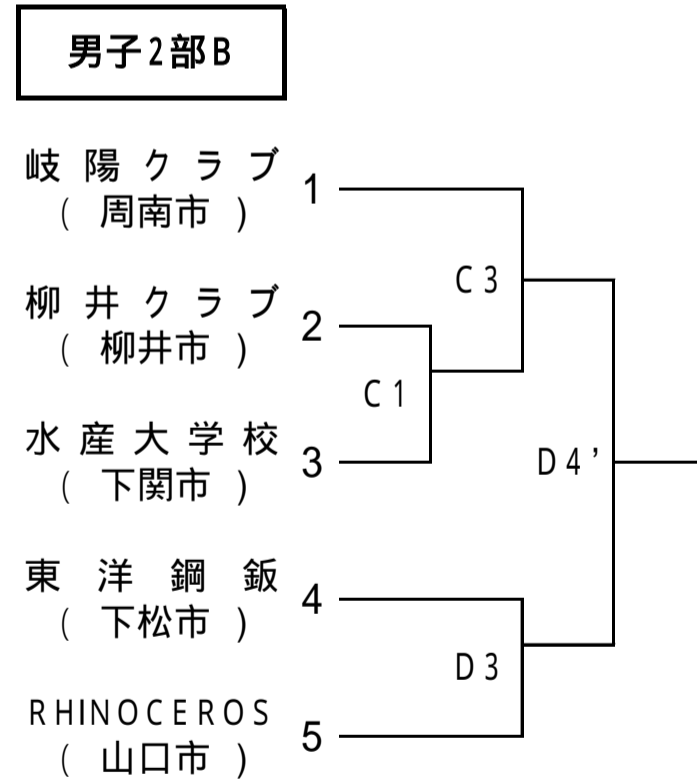 男子2部B
岐陽クラブ 1
(周南市)
C3
柳井クラブ 2
(柳井市)
C1
水産大学校 3
(下関市)
D4’
東洋鋼鈑 4
(下松市)
D3
RHINOCEROS 5
(山口市)